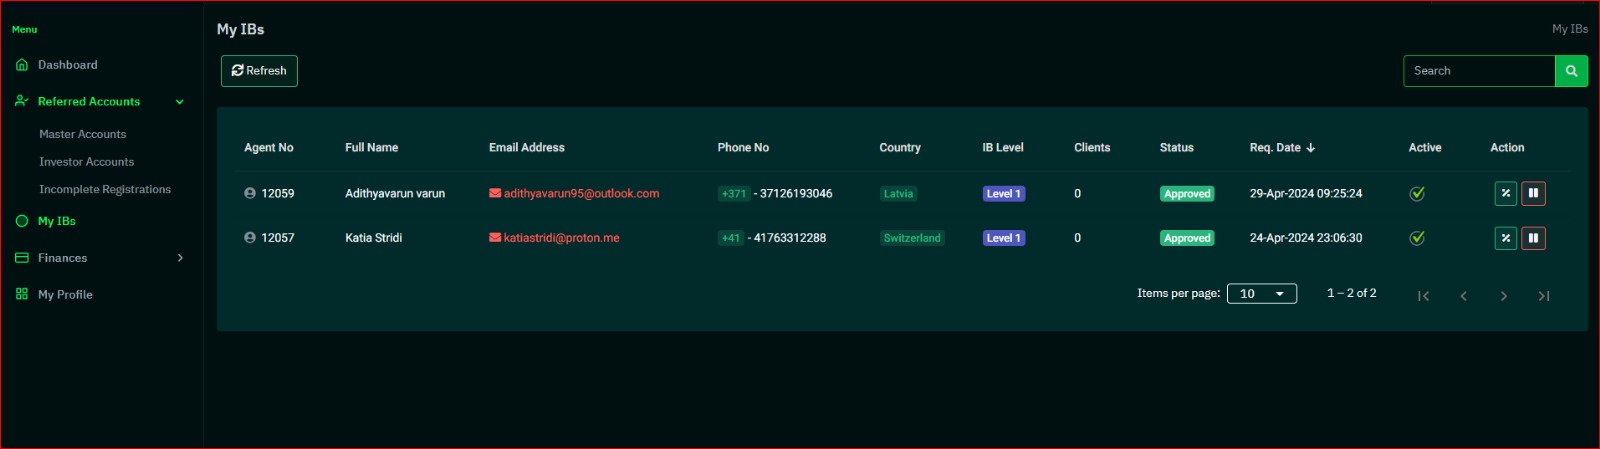 Menu
My IBs
My IBs
Dashboard
Refresh
Search
Referred Accounts
Master Accounts
Investor Accounts
Incomplete Registrations
My IBs
Finances
My Profile
Agent No Full Name Email Address Phone No Country IB Level Clients Status Req. Date Active Action
12059 Adithyavarun varun adithyavarun95@outlook.com +371 - 37126193046 Latvia Level 1 0 Approved 29-Apr-2024 09:25:24
12057 Katia Stridi katiastridi@proton.me +41 - 41763312288 Switzerland Level 1 0 Approved 24-Apr-2024 23:06:30
Items per page: 10 1 – 2 of 2